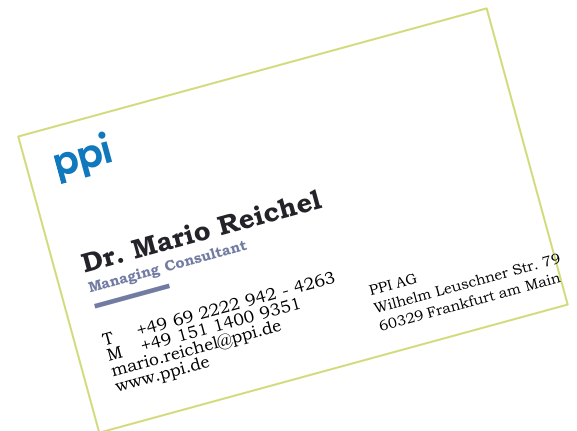 ppi
Dr. Mario Reichel
Managing Consultant
T +49 69 2222 942 - 4263
M +49 151 1400 9351
mario.reichel@ppi.de
www.ppi.de
PPI AG
Wilhelm Leuschner Str. 79
60329 Frankfurt am Main